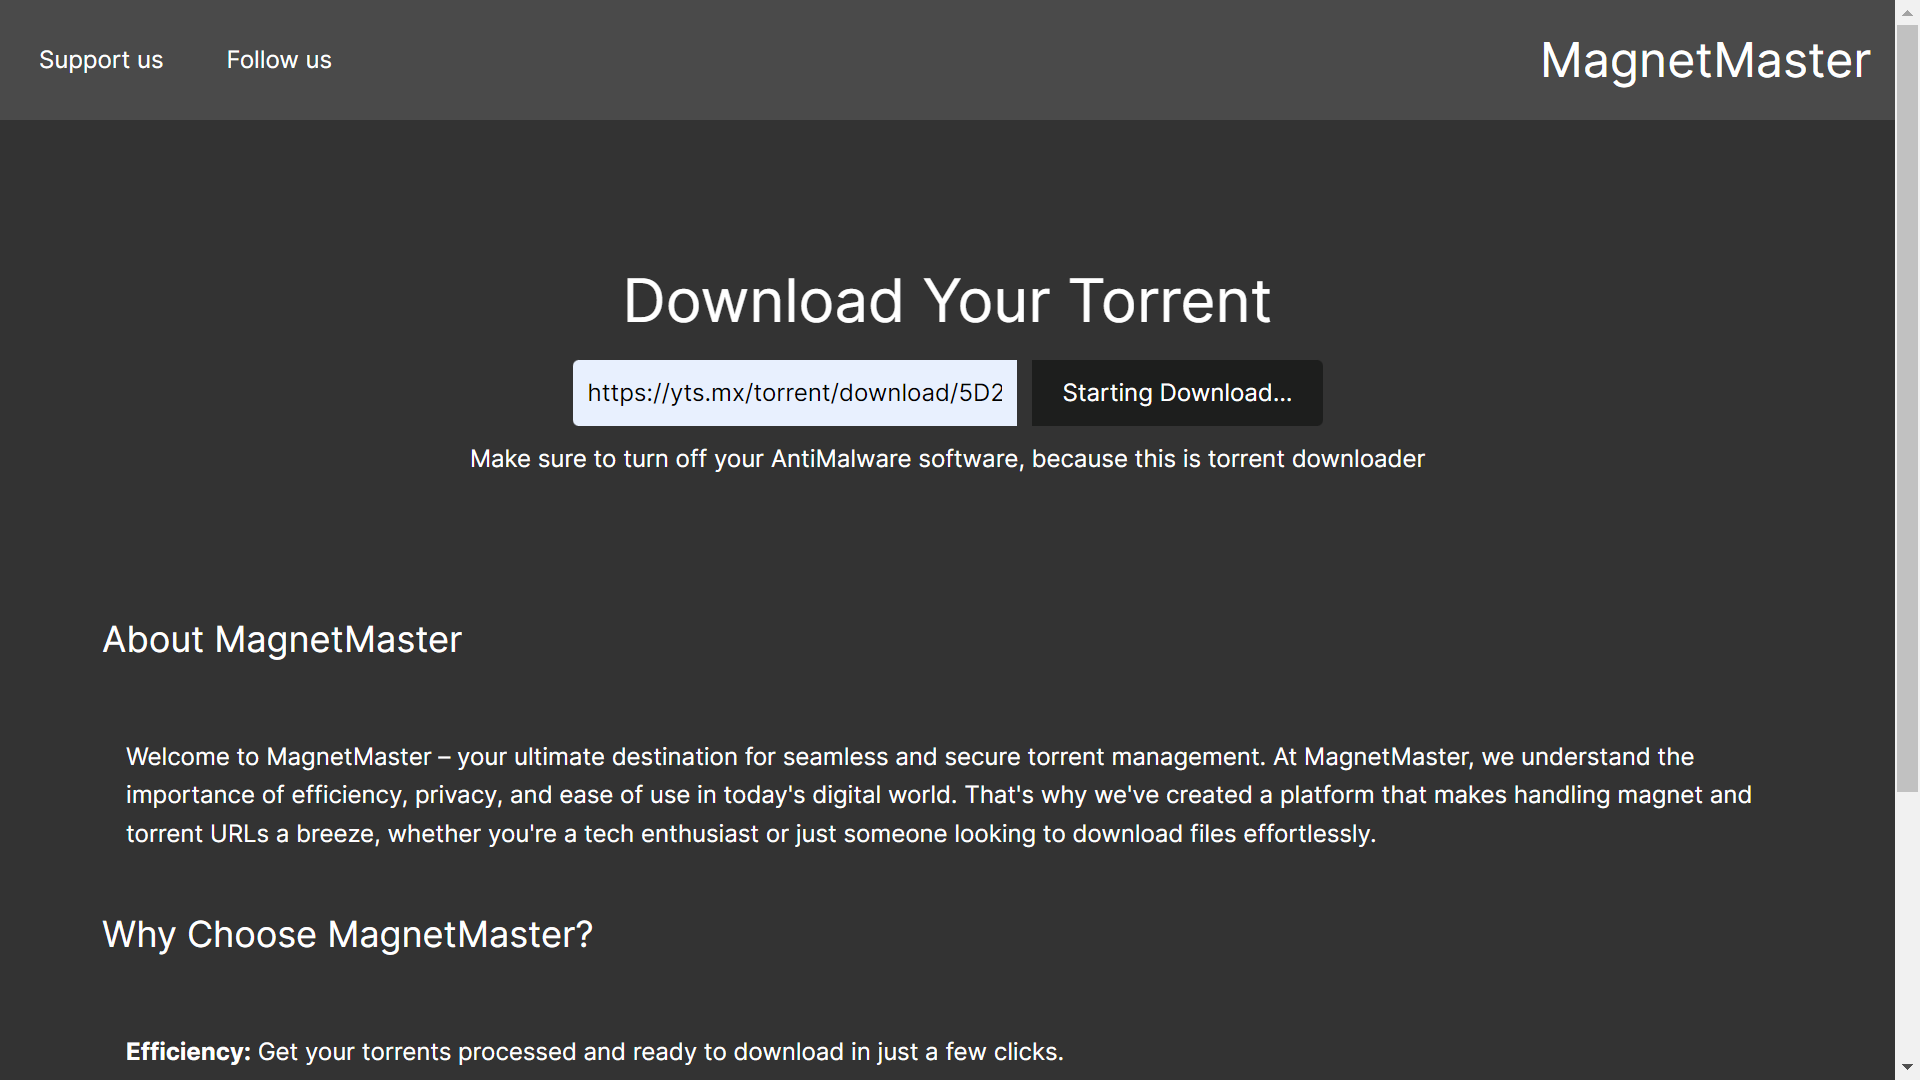 Support us
Follow us
MagnetMaster
Download Your Torrent
https://yts.mx/torrent/download/5D2
Starting Download...
Make sure to turn off your AntiMalware software, because this is torrent downloader
About MagnetMaster
Welcome to MagnetMaster – your ultimate destination for seamless and secure torrent management. At MagnetMaster, we understand the
importance of efficiency, privacy, and ease of use in today's digital world. That's why we've created a platform that makes handling magnet and
torrent URLs a breeze, whether you're a tech enthusiast or just someone looking to download files effortlessly.
Why Choose MagnetMaster?
Efficiency: Get your torrents processed and ready to download in just a few clicks.